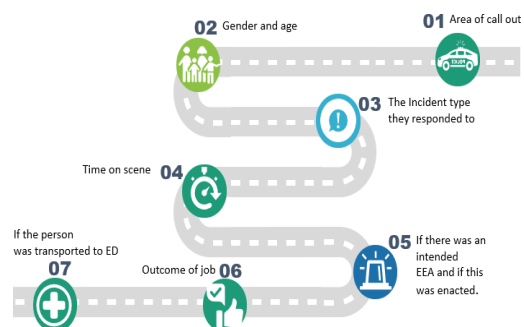 01 Area of call out
02 Gender and age
03 The Incident type
they responded to
Time on scene 04
05 If there was an
intended
EEA and if this
was enacted.
Outcome of job 06
If the person
was transported to ED
07